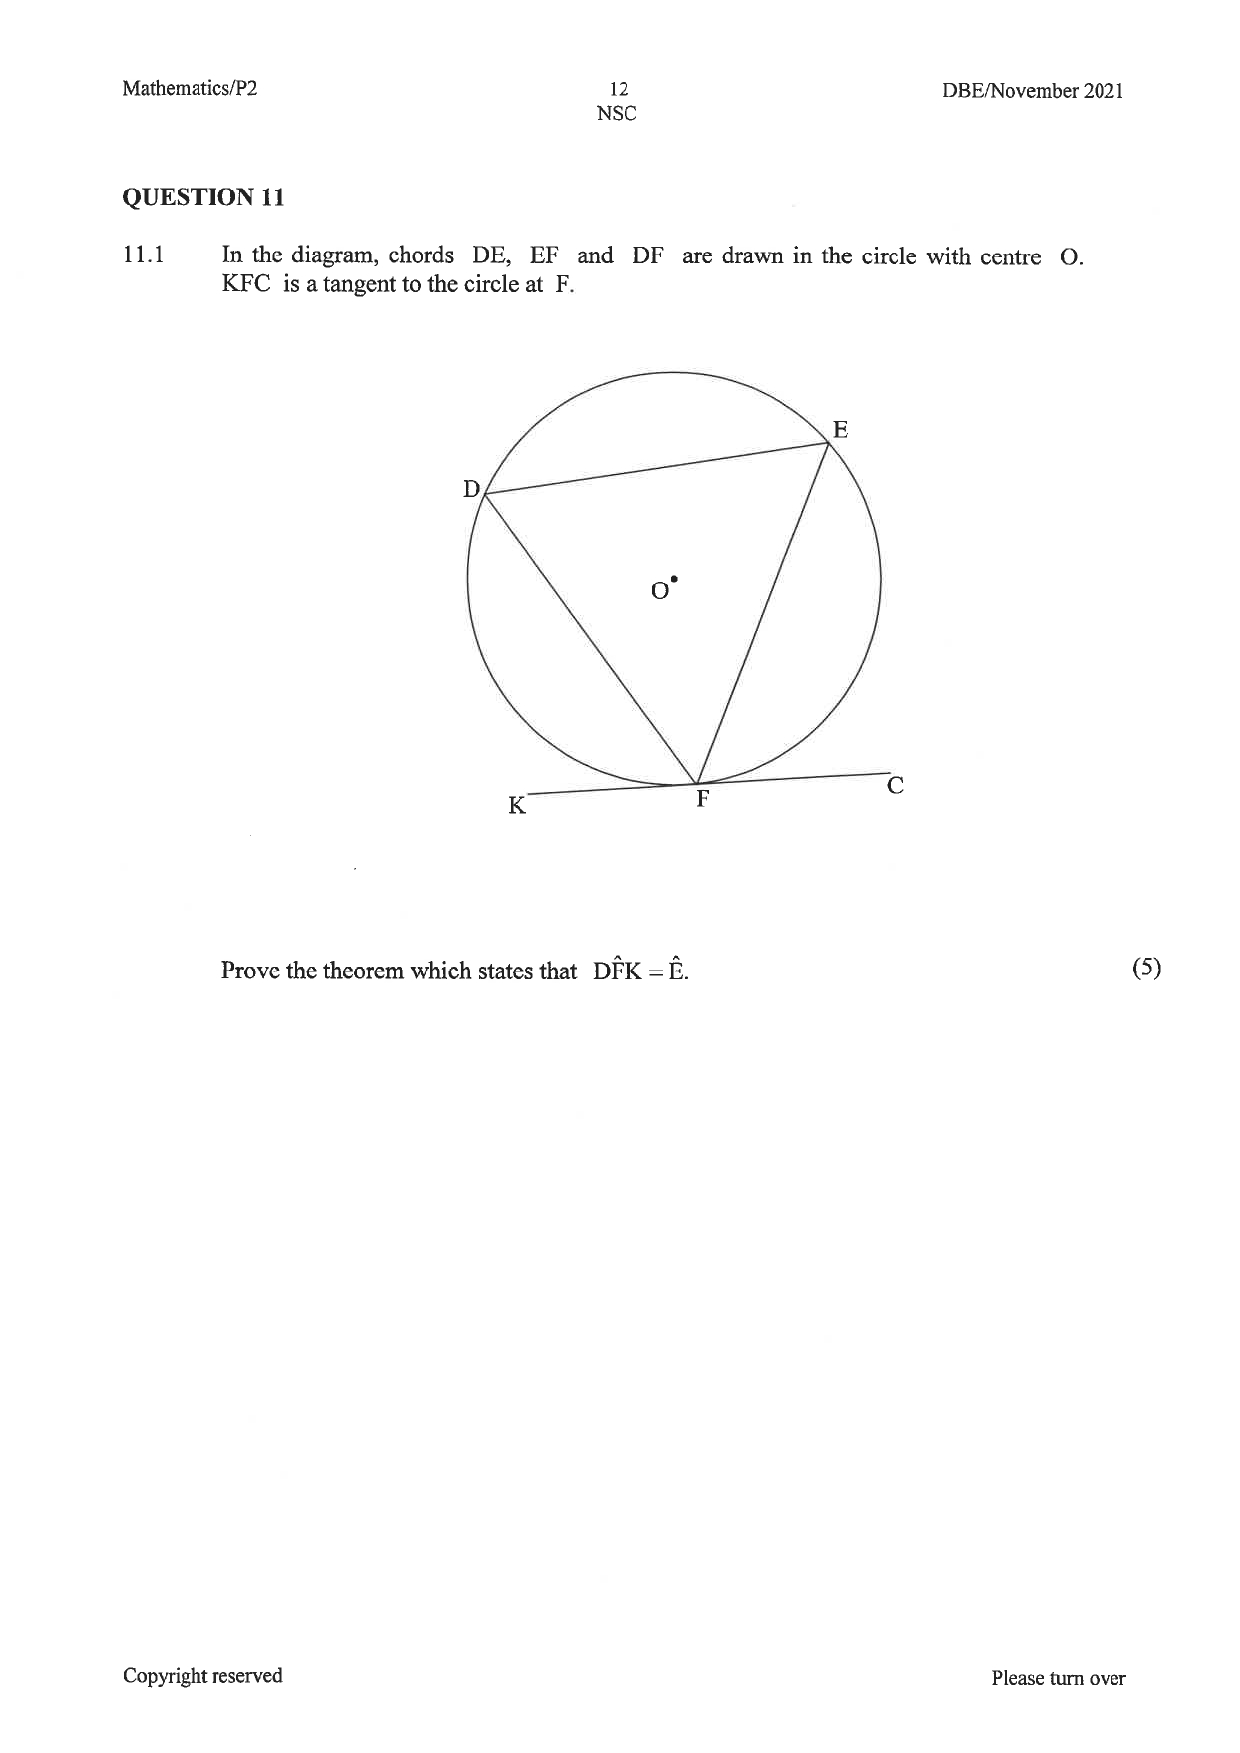 Mathematics/P2 12 DBE/November 2021
NSC
QUESTION 11
11.1 In the diagram, chords DE, EF and DF are drawn in the circle with centre O.
KFC is a tangent to the circle at F.
E
D
O
C
K
F
Prove the theorem which states that DF̂K = Ê. (5)
Copyright reserved Please turn over